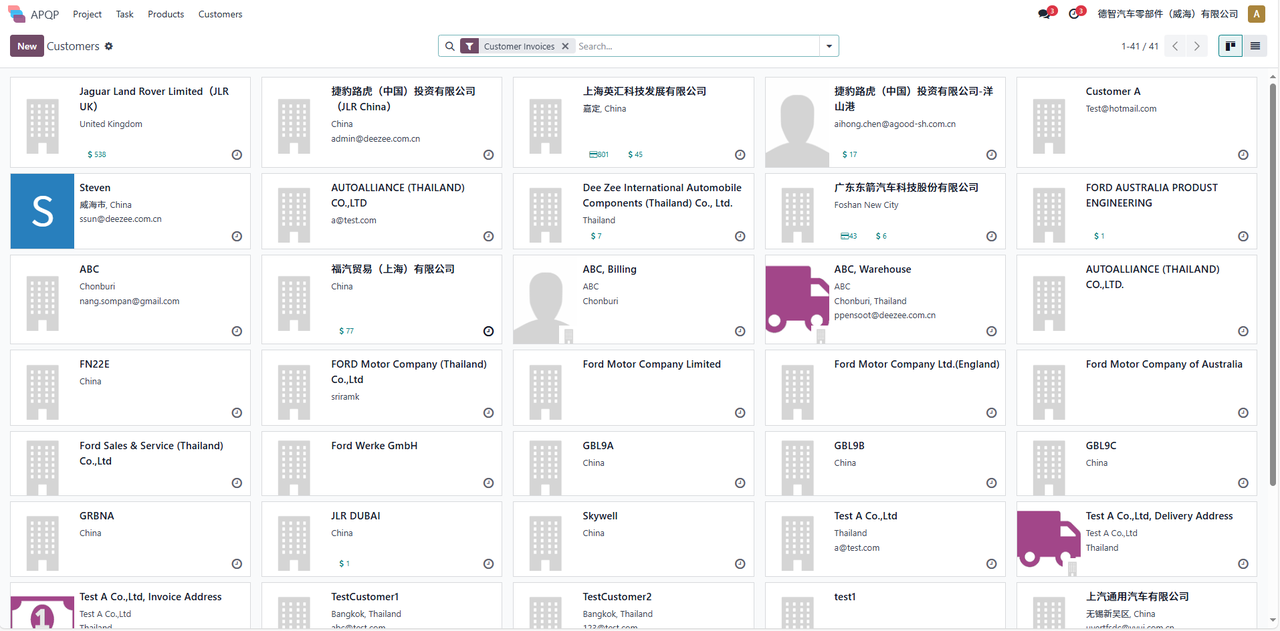 APQP Project Task Products Customers 3 3 德智汽车零部件（威海）有限公司 A
New Customers Customer Invoices Search... 1-41 / 41
Jaguar Land Rover Limited（JLR
UK）
United Kingdom
$ 538
捷豹路虎（中国）投资有限公司
（JLR China）
China
admin@deezee.com.cn
上海英汇科技发展有限公司
嘉定, China
801 $ 45
捷豹路虎（中国）投资有限公司-洋
山港
aihong.chen@agood-sh.com.cn
$ 17
Customer A
Test@hotmail.com
S
Steven
威海市, China
ssun@deezee.com.cn
AUTOALLIANCE (THAILAND)
CO.,LTD
a@test.com
Dee Zee International Automobile
Components (Thailand) Co., Ltd.
Thailand
$ 7
广东东箭汽车科技股份有限公司
Foshan New City
43 $ 6
FORD AUSTRALIA PRODUST
ENGINEERING
$ 1
ABC
Chonburi
nang.sompan@gmail.com
福汽贸易（上海）有限公司
China
$ 77
ABC, Billing
ABC
Chonburi
ABC, Warehouse
ABC
Chonburi, Thailand
ppensoot@deezee.com.cn
AUTOALLIANCE (THAILAND)
CO.,LTD.
FN22E
China
FORD Motor Company (Thailand)
Co.,Ltd
sriramk
Ford Motor Company Limited
Ford Motor Company Ltd.(England)
Ford Motor Company of Australia
Ford Sales & Service (Thailand)
Co.,Ltd
Ford Werke GmbH
GBL9A
China
GBL9B
China
GBL9C
China
GRBNA
China
JLR DUBAI
China
$ 1
Skywell
China
Test A Co.,Ltd
Thailand
a@test.com
Test A Co.,Ltd, Delivery Address
Test A Co.,Ltd
Thailand
1
Test A Co.,Ltd, Invoice Address
Test A Co.,Ltd
Thailand
TestCustomer1
Bangkok, Thailand
abc@test.com
TestCustomer2
Bangkok, Thailand
123@test.com
test1
上汽通用汽车有限公司
无锡新吴区, China